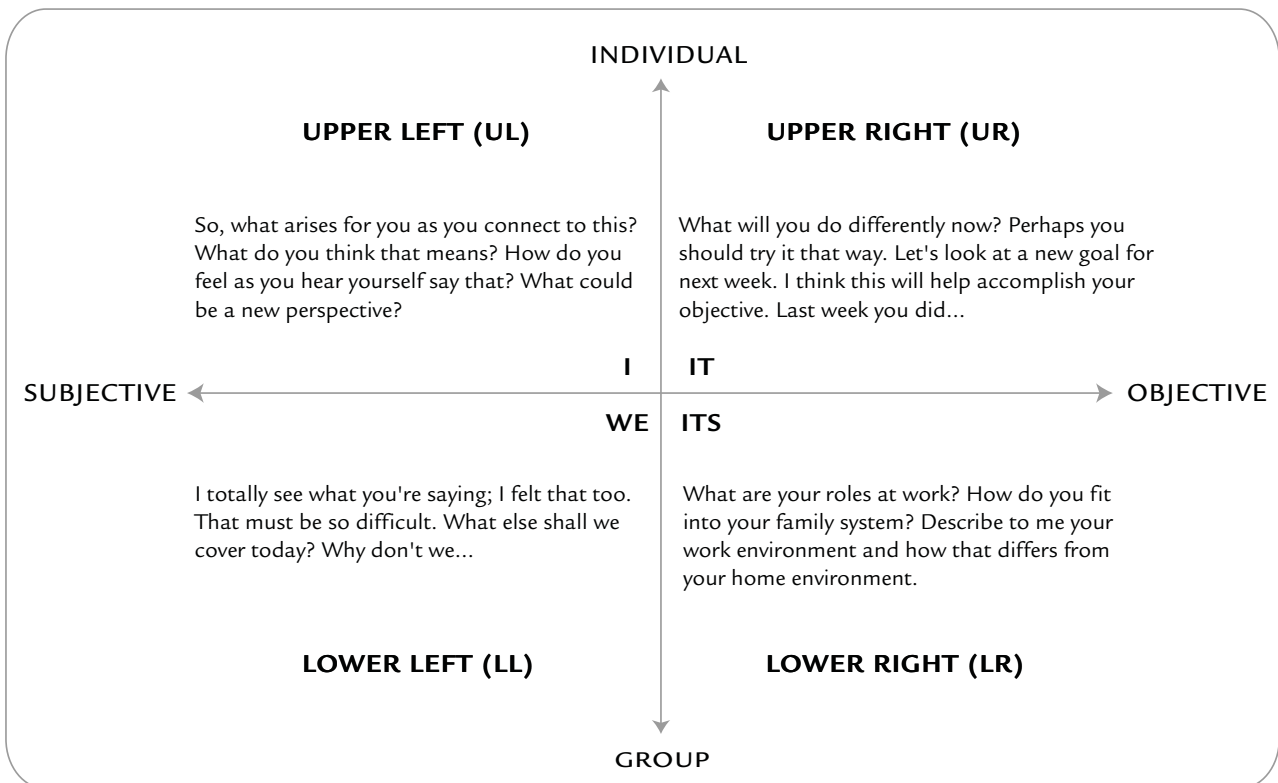 INDIVIDUAL
UPPER LEFT (UL)
UPPER RIGHT (UR)
So, what arises for you as you connect to this?
What do you think that means? How do you
feel as you hear yourself say that? What could
be a new perspective?
What will you do differently now? Perhaps you
should try it that way. Let's look at a new goal for
next week. I think this will help accomplish your
objective. Last week you did...
I
IT
SUBJECTIVE
OBJECTIVE
WE
ITS
I totally see what you're saying; I felt that too.
That must be so difficult. What else shall we
cover today? Why don't we...
What are your roles at work? How do you fit
into your family system? Describe to me your
work environment and how that differs from
your home environment.
LOWER LEFT (LL)
LOWER RIGHT (LR)
GROUP